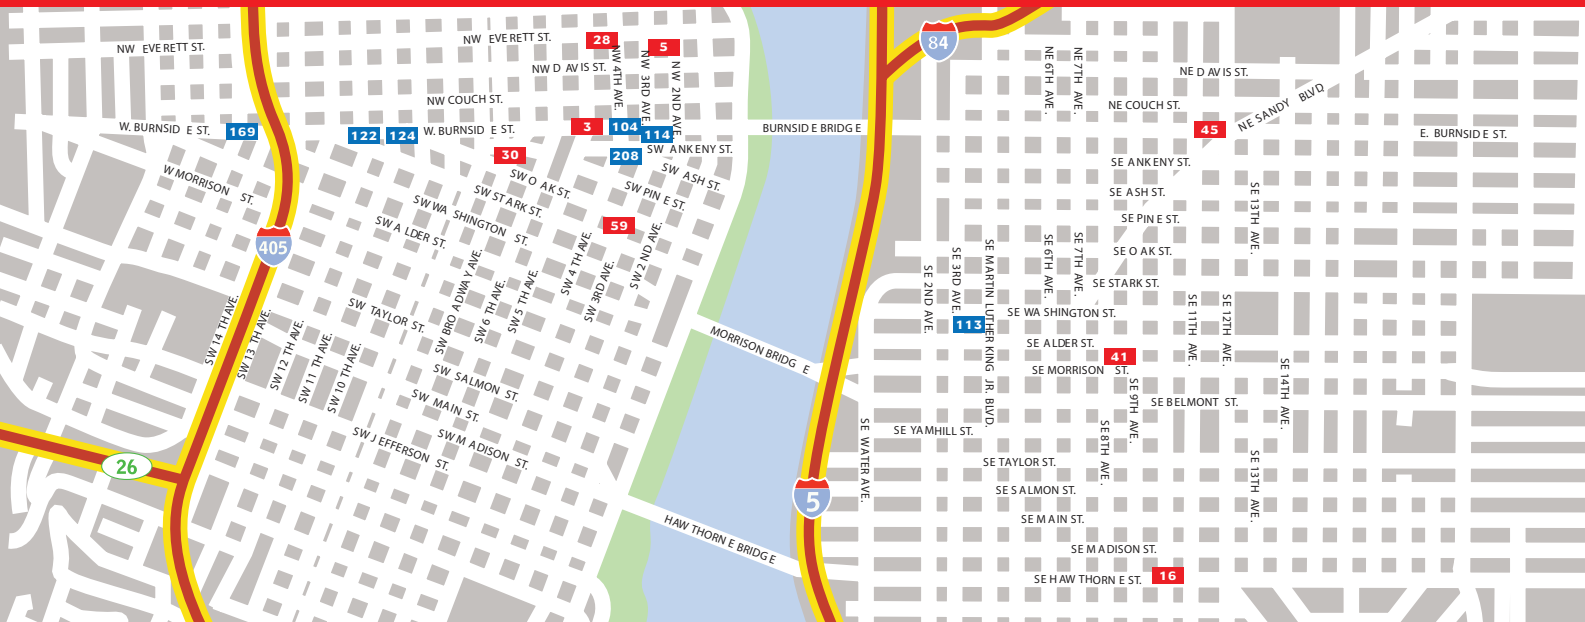 NW EVERETT ST.
NW EVERETT ST.
28
5
84
NW DAVIS ST.
NW 4TH AVE.
NW 3RD AVE.
NW 2ND AVE.
NE 6TH AVE.
NE 7TH AVE.
NE DAVIS ST.
NW COUCH ST.
NE COUCH ST.
NE SANDY BLVD
W. BURNSIDE ST.
169
122
124
W. BURNSIDE ST.
3
104
114
BURNSIDE BRIDGE
45
E. BURNSIDE ST.
30
208
SW ANKENY ST.
SE ANKENY ST.
W MORRISON ST.
SW OAK ST.
SW ASH ST.
SE ASH ST.
SW STARK ST.
SW PINE ST.
SE 13TH AVE.
SW WASHINGTON ST.
SW ALDER ST.
59
SE PINE ST.
405
SW BROADWAY AVE.
SW 4TH AVE.
SW 2ND AVE.
SE OAK ST.
SE 2ND AVE.
SE 3RD AVE.
SE MARTIN LUTHER KING JR. BLVD.
SE 6TH AVE.
SE 7TH AVE.
SE STARK ST.
SW 14TH AVE.
SW 13TH AVE.
SW 12TH AVE.
SW 11TH AVE.
SW 10TH AVE.
SW TAYLOR ST.
SW 6TH AVE.
SW 5TH AVE.
SW 3RD AVE.
SE WASHINGTON ST.
SE 11TH AVE.
SE 12TH AVE.
113
MORRISON BRIDGE
SE ALDER ST.
41
SE MORRISON ST.
SW SALMON ST.
SE 9TH AVE.
SE 14TH AVE.
SW MAIN ST.
SE BELMONT ST.
SW JEFFERSON ST.
SW MADISON ST.
SE WATER AVE.
SE YAMHILL ST.
SE 8TH AVE.
26
SE TAYLOR ST.
SE 13TH AVE.
5
SE SALMON ST.
HAWTHORNE BRIDGE
SE MAIN ST.
SE MADISON ST.
SE HAWTHORNE ST.
16